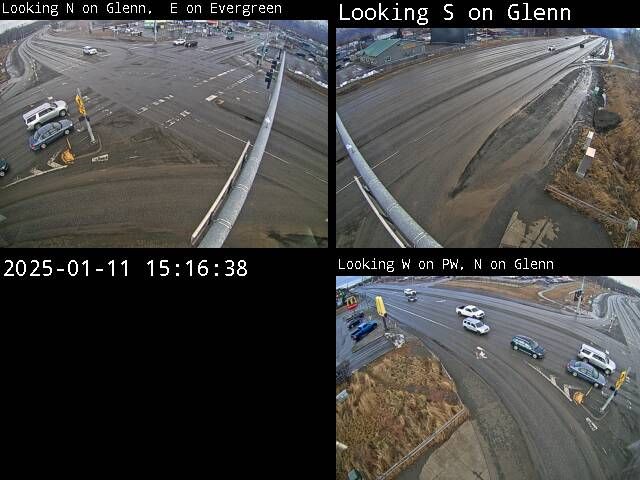 Looking N on Glenn,  E on Evergreen
Looking S on Glenn
2025-01-11 15:16:38
Looking W on PW, N on Glenn